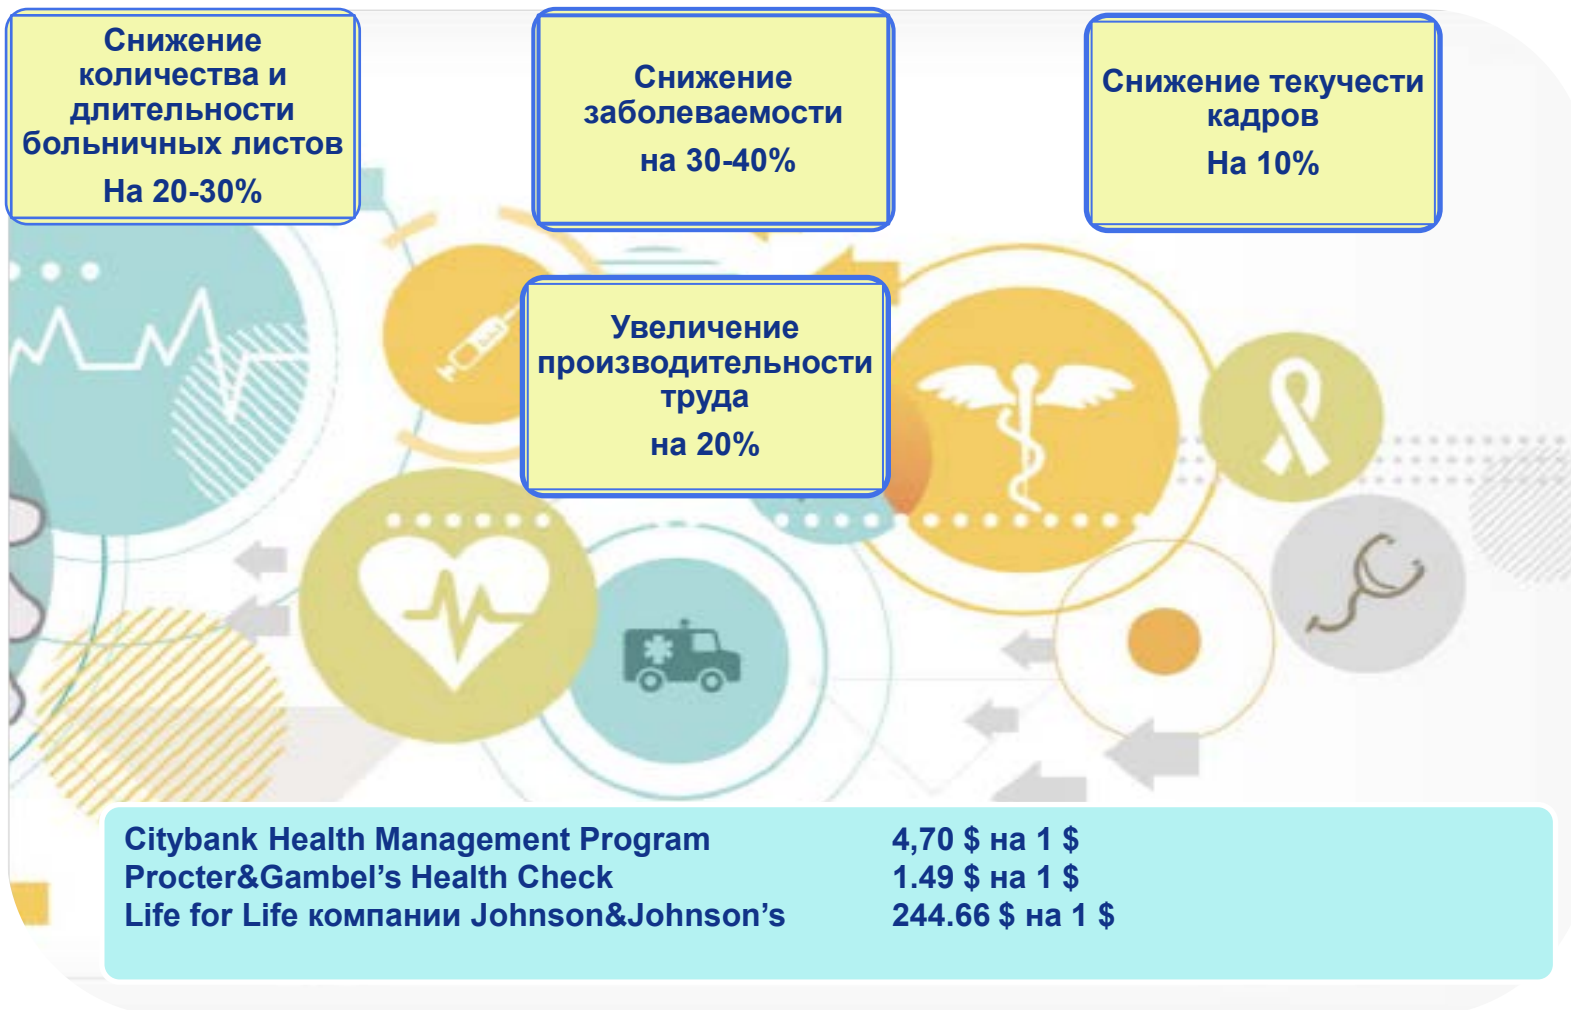 Снижение
количества и
длительности
больничных листов
На 20-30%
Снижение
заболеваемости
на 30-40%
Снижение текучести
кадров
На 10%
Увеличение
производительности
труда
на 20%
Citybank Health Management Program 4,70 $ на 1 $
Procter&Gambel’s Health Check 1.49 $ на 1 $
Life for Life компании Johnson&Johnson’s 244.66 $ на 1 $